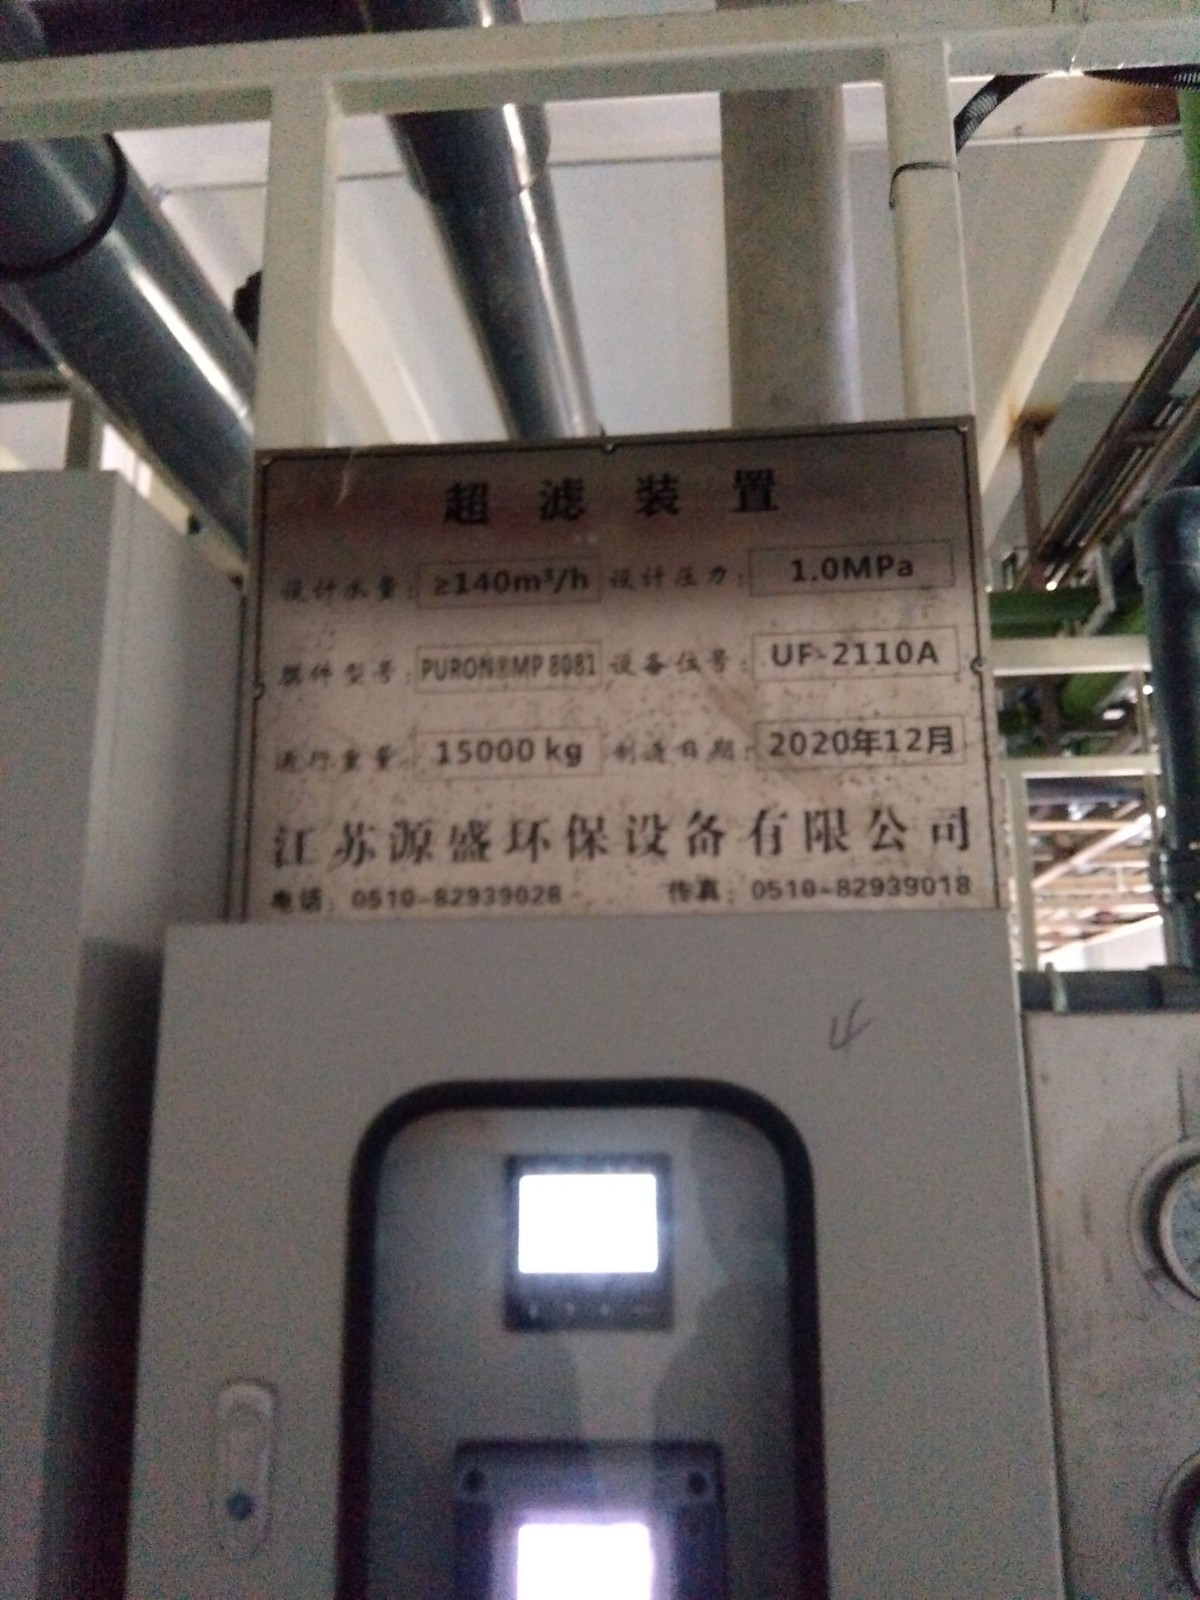 超滤装置
设计水量：≥140m³/h 设计压力：1.0MPa
膜件型号：PURON®MP 8081 设备位号：UF-2110A
运行重量：15000 kg 制造日期：2020年12月
江苏源盛环保设备有限公司
电话：0510-82939028 传真：0510-82939018